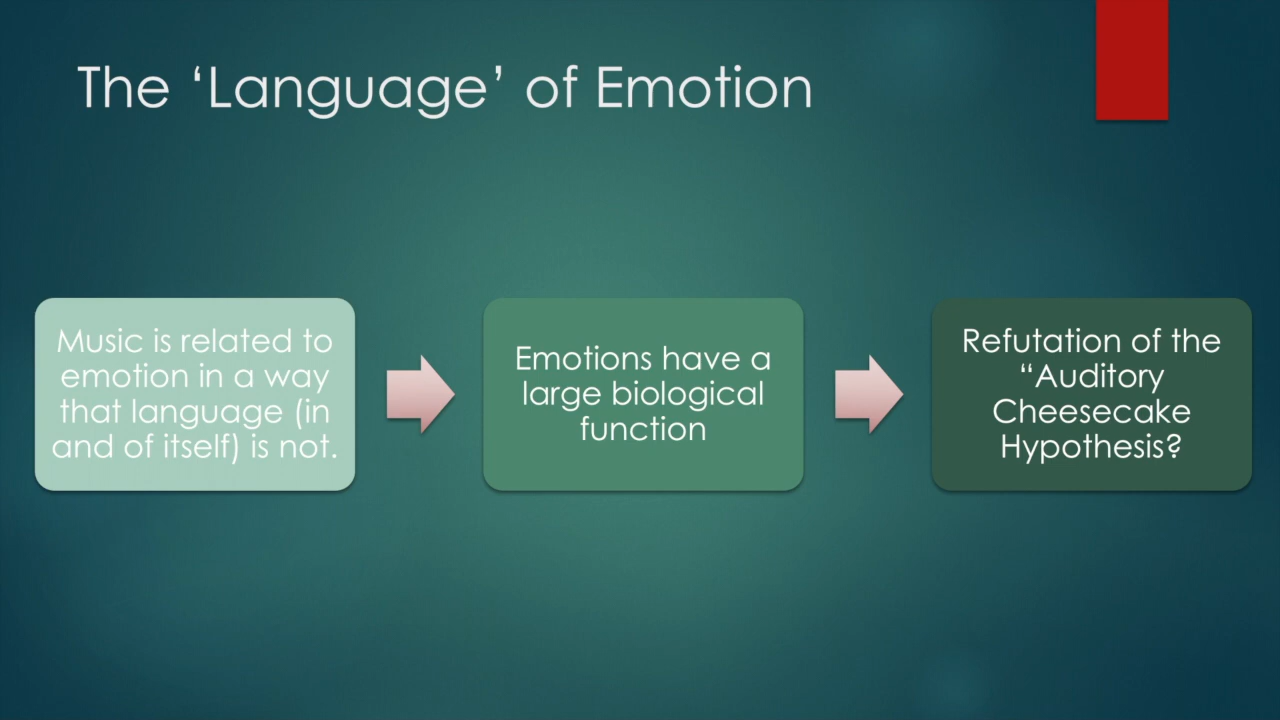 The ‘Language’ of Emotion
Music is related to
emotion in a way
that language (in
and of itself) is not.
Emotions have a
large biological
function
Refutation of the
“Auditory
Cheesecake
Hypothesis?